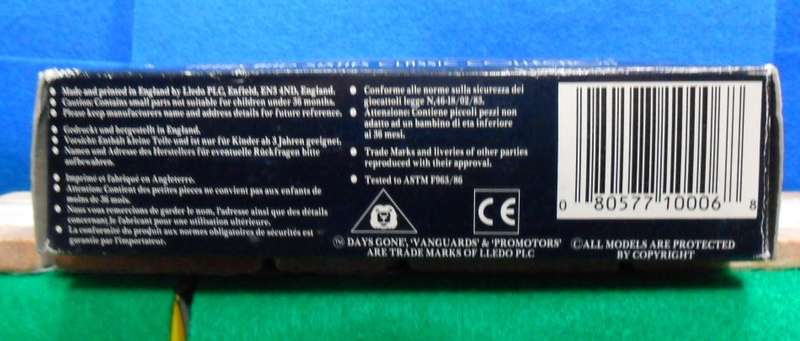 CLASSIC COLLECTION
Made and printed in England by Lledo PLC, Enfield, EN3 4ND, England.
Caution: Contains small parts not suitable for children under 36 months.
Please keep manufacturers name and address details for future reference.
Gedruckt und hergestellt in England.
Vorsicht: Enthält kleine Teile und ist nur für Kinder ab 3 Jahren geeignet.
Namen und Adresse des Herstellers für eventuelle Rückfragen bitte
aufbewahren.
Imprimé et fabriqué en Angleterre.
Attention: Contient des petites pièces ne convient pas aux enfants de
moins de 36 mois.
Nous vous remercions de garder le nom, l'adresse ainsi que des détails
concernant le fabricant pour une utilisation ultérieure.
La conformité du produit aux normes obligatoires de sécurités est
garantie par l'importateur.
Conforme alle norme sulla sicurezza dei
giocattoli legge N,46-18/02/83.
Attenzione: Contiene piccoli pezzi non
adatto ad un bambino di eta inferiore
ai 36 mesi.
Trade Marks and liveries of other parties
reproduced with their approval.
Tested to ASTM F963/86
CE
TM DAYS GONE', 'VANGUARDS' & 'PROMOTORS'
ARE TRADE MARKS OF LLEDO PLC
0 80577 10006 8
©ALL MODELS ARE PROTECTED
BY COPYRIGHT